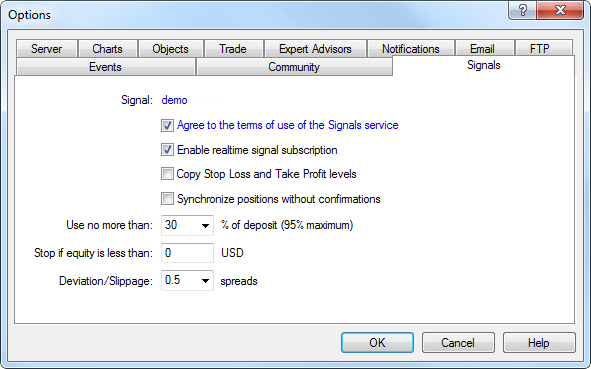 Options
?
Server Charts Objects Trade Expert Advisors Notifications Email FTP
Events Community Signals
Signal: demo
Agree to the terms of use of the Signals service
Enable realtime signal subscription
Copy Stop Loss and Take Profit levels
Synchronize positions without confirmations
Use no more than: 30 % of deposit (95% maximum)
Stop if equity is less than: 0 USD
Deviation/Slippage: 0.5 spreads
OK Cancel Help